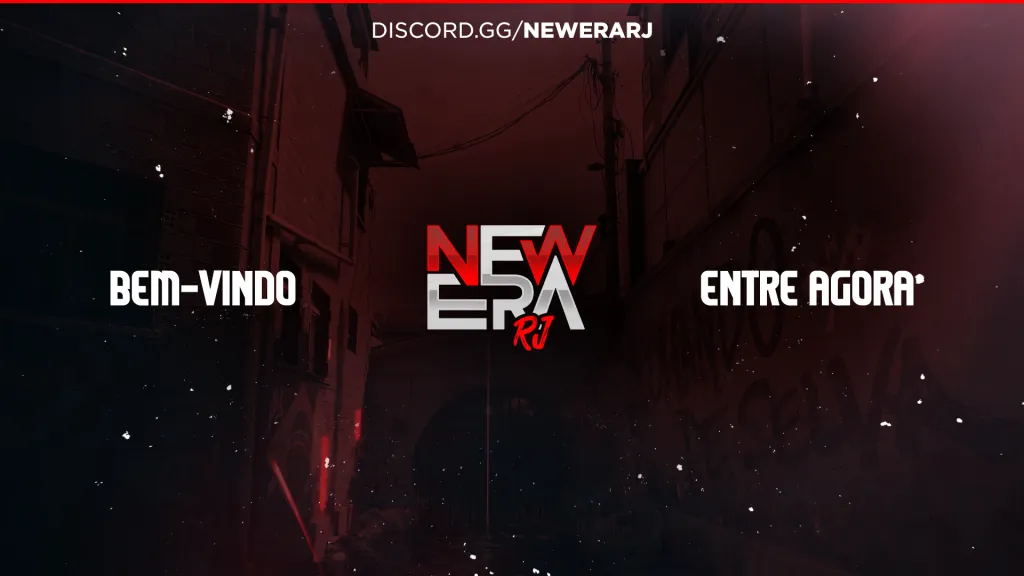 DISCORD.GG/NEWERARJ
BEM-VINDO
NEW
ERA
RJ
ENTRE AGORA'